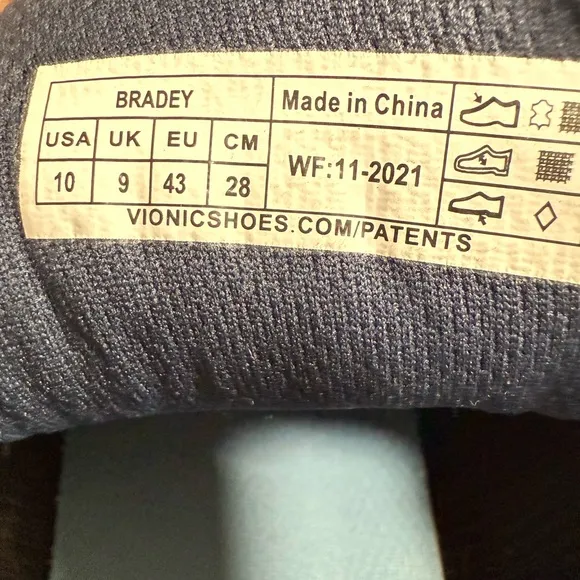 BRADEY
Made in China
USA UK EU CM
10 9 43 28
WF:11-2021
VIONICSHOES.COM/PATENTS